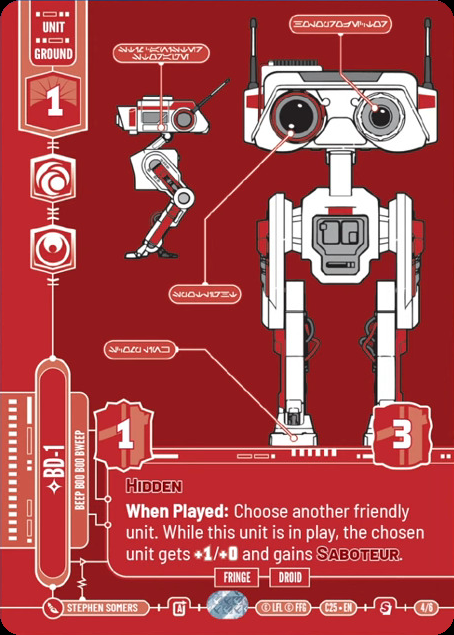 UNIT
GROUND
1
✧BD-1
BEEP BOO BOO BWEEP
1
3
HIDDEN
When Played: Choose another friendly
unit. While this unit is in play, the chosen
unit gets +1/+0 and gains SABOTEUR.
FRINGE
DROID
STEPHEN SOMERS
© LFL © FFG
C25 • EN
4/6